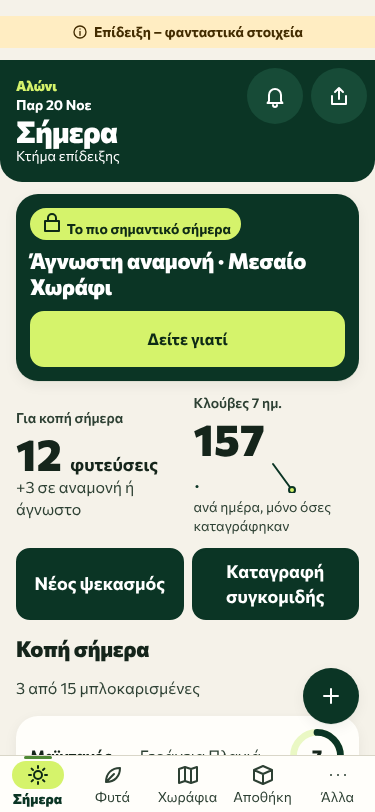 Επίδειξη – φανταστικά στοιχεία
Αλώνι
Παρ 20 Νοε
Σήμερα
Κτήμα επίδειξης
Το πιο σημαντικό σήμερα
Άγνωστη αναμονή · Μεσαίο
Χωράφι
Δείτε γιατί
Για κοπή σήμερα
12 φυτεύσεις
+3 σε αναμονή ή
άγνωστο
Κλούβες 7 ημ.
157
ανά ημέρα, μόνο όσες
καταγράφηκαν
Νέος ψεκασμός
Καταγραφή
συγκομιδής
Κοπή σήμερα
3 από 15 μπλοκαρισμένες
Σήμερα
Φυτά
Χωράφια
Αποθήκη
Άλλα